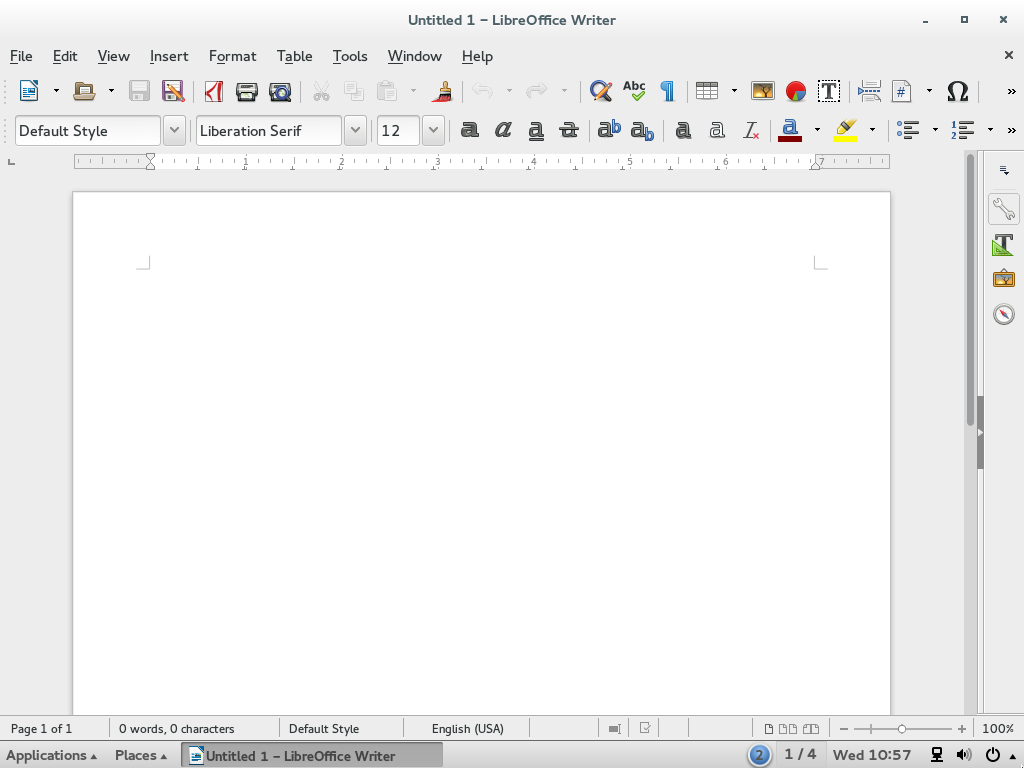 Untitled 1 – LibreOffice Writer
File Edit View Insert Format Table Tools Window Help
Abc
Default Style Liberation Serif 12
1 2 3 4 5 6 7
Page 1 of 1 0 words, 0 characters Default Style English (USA) 100%
Applications Places Untitled 1 – LibreOffice Writer 2 1 / 4 Wed 10:57